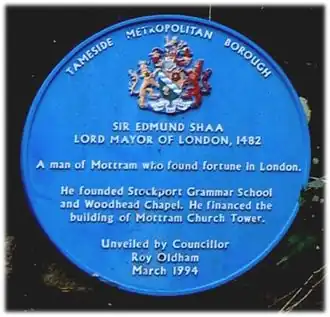 TAMESIDE METROPOLITAN BOROUGH
SIR EDMUND SHAA
LORD MAYOR OF LONDON, 1482
A man of Mottram who found fortune in London.
He founded Stockport Grammar School
and Woodhead Chapel. He financed the
building of Mottram Church Tower.
Unveiled by Councillor
Roy Oldham
March 1994